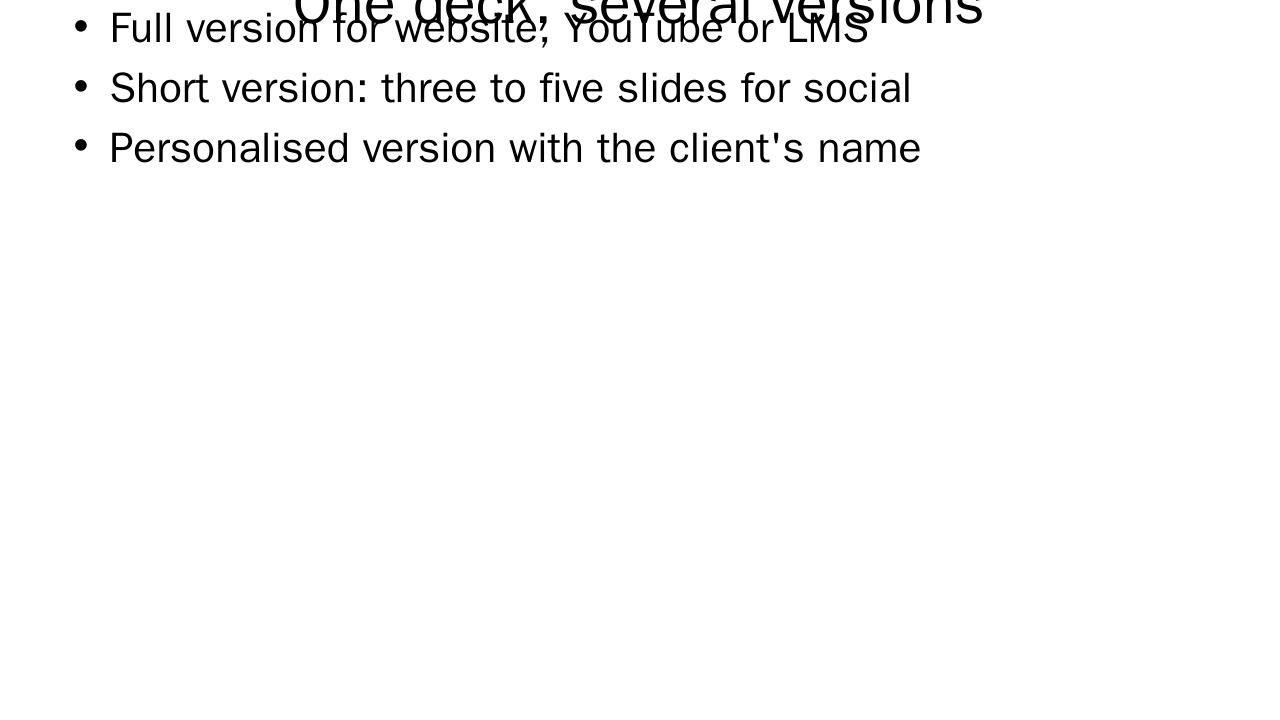 One deck, several versions
• Full version for website, YouTube or LMS
• Short version: three to five slides for social
• Personalised version with the client's name